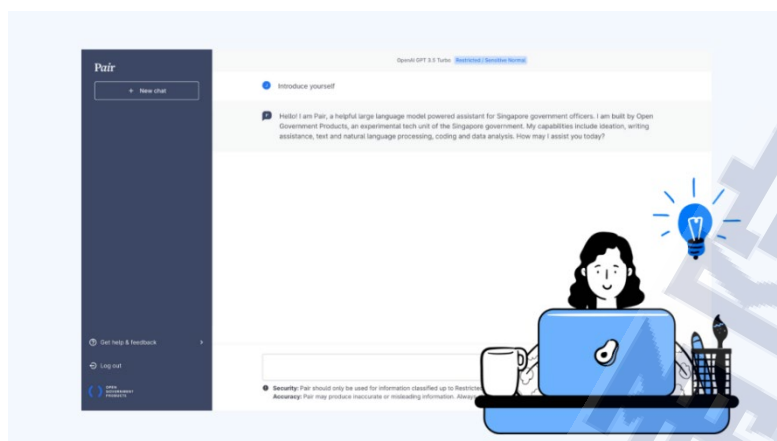 Pair
+ New chat
OpenAI GPT 3.5 Turbo Restricted / Sensitive Normal
Introduce yourself
Hello! I am Pair, a helpful large language model powered assistant for Singapore government officers. I am built by Open
Government Products, an experimental tech unit of the Singapore government. My capabilities include ideation, writing
assistance, text and natural language processing, coding and data analysis. How may I assist you today?
Get help & feedback
Log out
OPEN
GOVERNMENT
PRODUCTS
Security: Pair should only be used for information classified up to Restricte
Accuracy: Pair may produce inaccurate or misleading information. Always